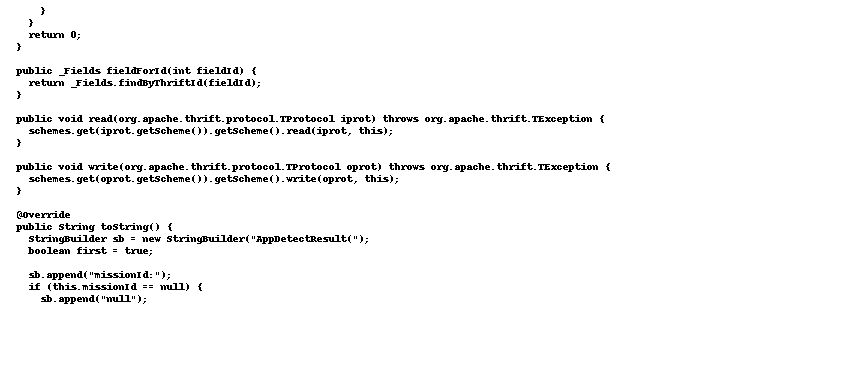 }
  }
  return 0;
}

public _Fields fieldForId(int fieldId) {
  return _Fields.findByThriftId(fieldId);
}

public void read(org.apache.thrift.protocol.TProtocol iprot) throws org.apache.thrift.TException {
  schemes.get(iprot.getScheme()).getScheme().read(iprot, this);
}

public void write(org.apache.thrift.protocol.TProtocol oprot) throws org.apache.thrift.TException {
  schemes.get(oprot.getScheme()).getScheme().write(oprot, this);
}

@Override
public String toString() {
  StringBuilder sb = new StringBuilder("AppDetectResult(");
  boolean first = true;

  sb.append("missionId:");
  if (this.missionId == null) {
    sb.append("null");